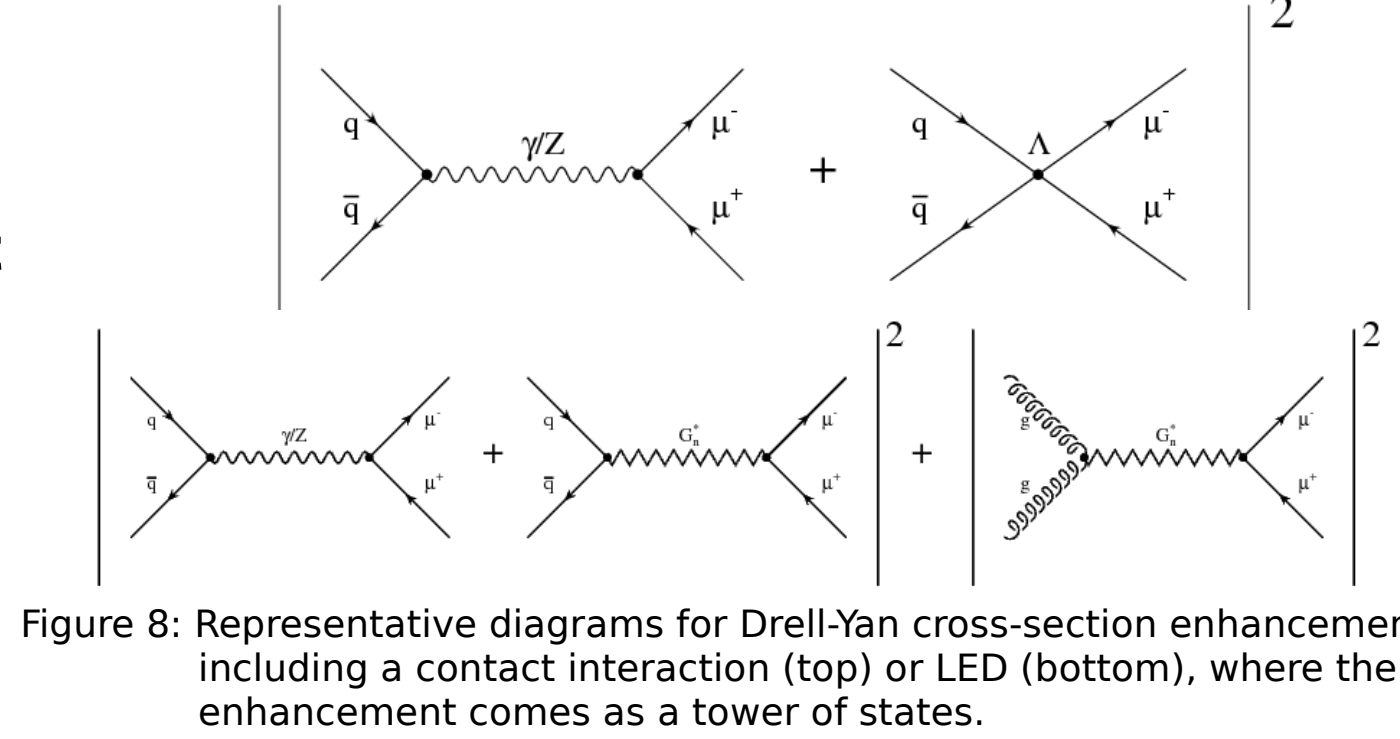 2
q γ/Z μ-
q̅ μ+
+
q Λ μ-
q̅ μ+
2
2
q γ/Z μ-
q̅ μ+
+
q G*n μ-
q̅ μ+
+
g G*n μ-
g μ+
Figure 8: Representative diagrams for Drell-Yan cross-section
including a contact interaction (top) or LED (bottom), where the
enhancement comes as a tower of states.